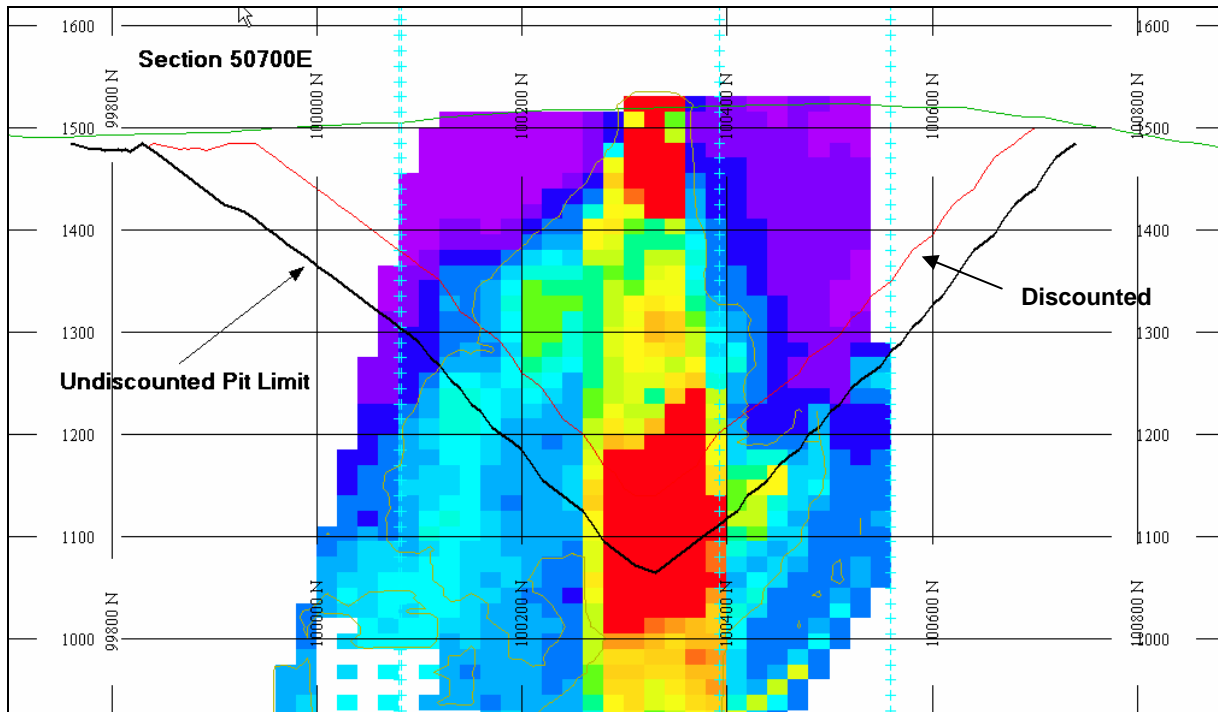 1600
1600
Section 50700E
99800 N
100000 N
100200 N
100400 N
100600 N
100800 N
1500
1500
1400
1400
Discounted
1300
1300
Undiscounted Pit Limit
1200
1200
1100
1100
99800 N
100000 N
100200 N
100400 N
100600 N
100800 N
1000
1000